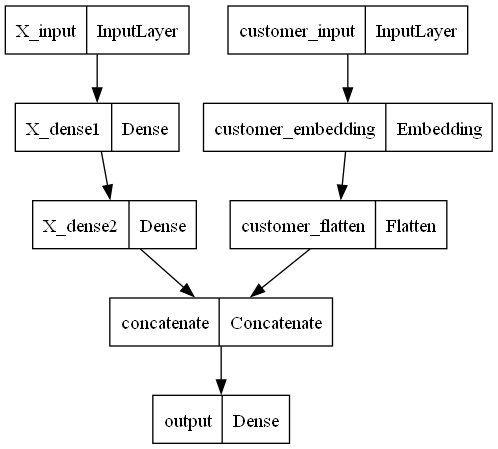 X_input InputLayer
customer_input InputLayer
X_dense1 Dense
customer_embedding Embedding
X_dense2 Dense
customer_flatten Flatten
concatenate Concatenate
output Dense